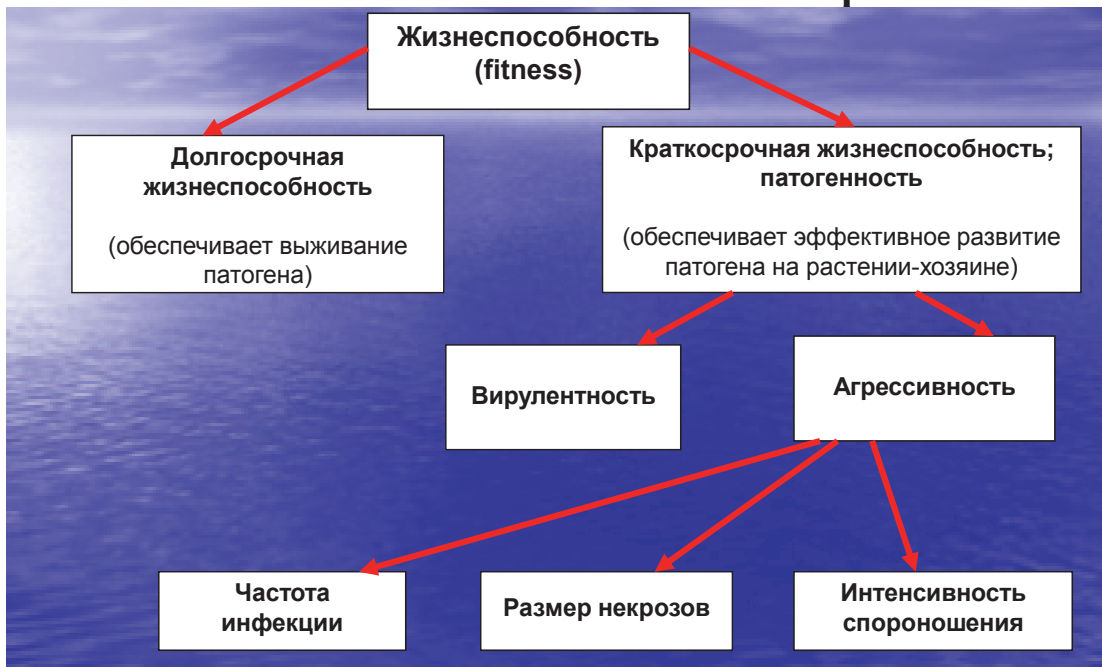 Жизнеспособность
(fitness)
Долгосрочная
жизнеспособность
(обеспечивает выживание
патогена)
Краткосрочная жизнеспособность;
патогенность
(обеспечивает эффективное развитие
патогена на растении-хозяине)
Вирулентность
Агрессивность
Частота
инфекции
Размер некрозов
Интенсивность
спороношения